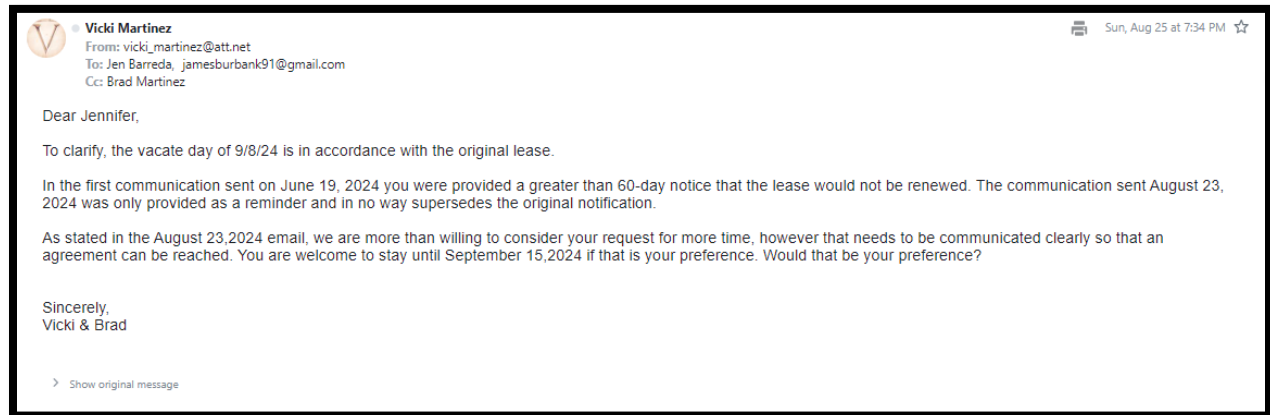 V
Vicki Martinez
Sun, Aug 25 at 7:34 PM
From: vicki_martinez@att.net
To: Jen Barreda, jamesburbank91@gmail.com
Cc: Brad Martinez
Dear Jennifer,
To clarify, the vacate day of 9/8/24 is in accordance with the original lease.
In the first communication sent on June 19, 2024 you were provided a greater than 60-day notice that the lease would not be renewed. The communication sent August 23,
2024 was only provided as a reminder and in no way supersedes the original notification.
As stated in the August 23,2024 email, we are more than willing to consider your request for more time, however that needs to be communicated clearly so that an
agreement can be reached. You are welcome to stay until September 15,2024 if that is your preference. Would that be your preference?
Sincerely,
Vicki & Brad
Show original message